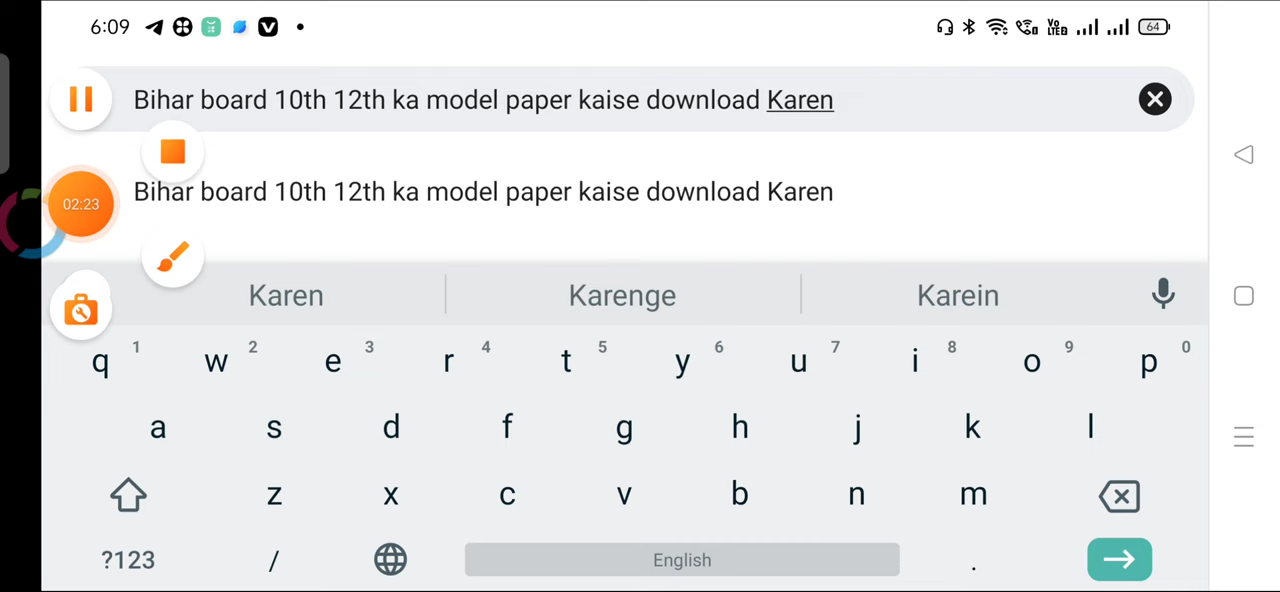 6:09 Vo LTE2 64
Bihar board 10th 12th ka model paper kaise download Karen
Bihar board 10th 12th ka model paper kaise download Karen
02:23
Karen Karenge Karein
1 2 3 4 5 6 7 8 9 0
q w e r t y u i o p
a s d f g h j k l
z x c v b n m
?123 / English .